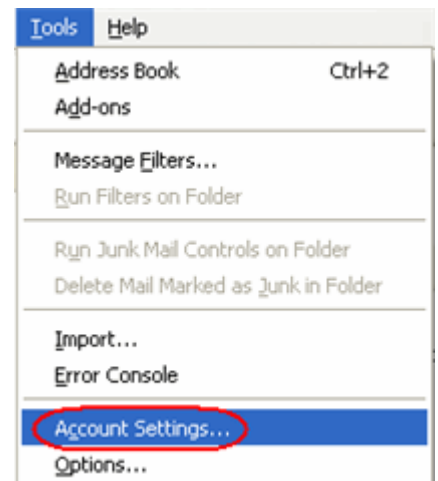 Tools Help
Address Book Ctrl+2
Add-ons
Message Filters...
Run Filters on Folder
Run Junk Mail Controls on Folder
Delete Mail Marked as Junk in Folder
Import...
Error Console
Account Settings...
Options...